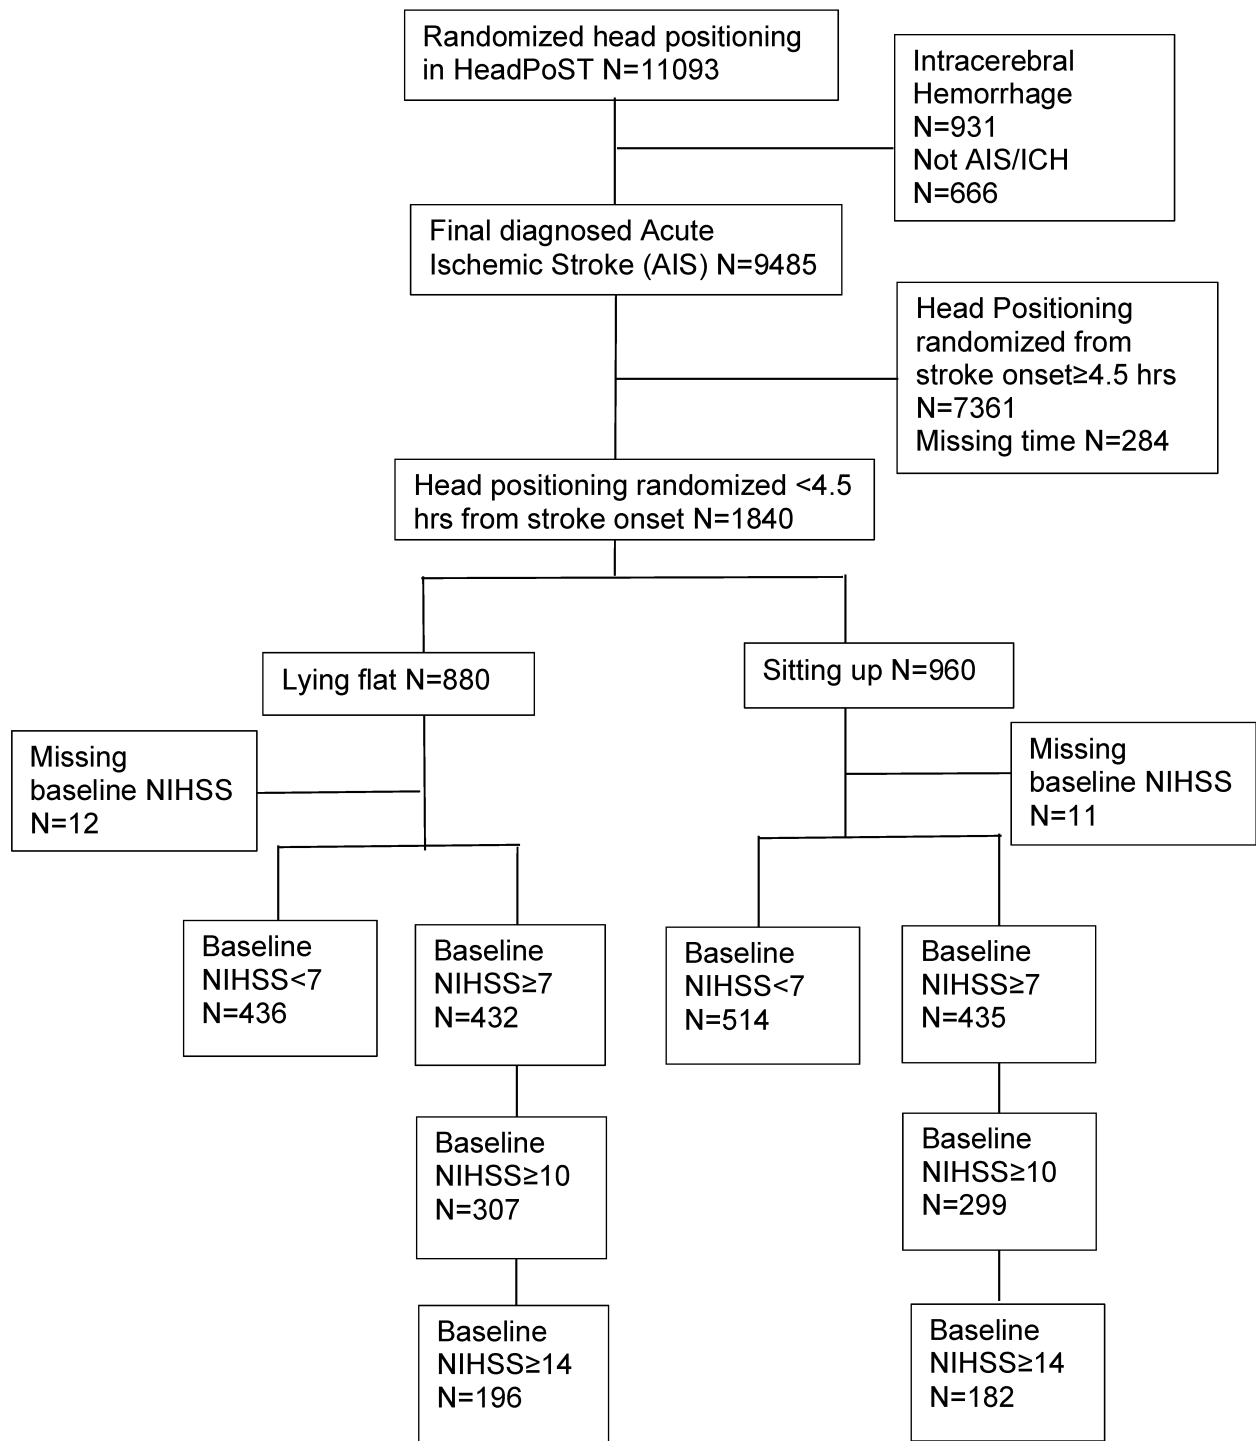 Randomized head positioning
in HeadPoST N=11093
Intracerebral
Hemorrhage
N=931
Not AIS/ICH
N=666
Final diagnosed Acute
Ischemic Stroke (AIS) N=9485
Head Positioning
randomized from
stroke onset≥4.5 hrs
N=7361
Missing time N=284
Head positioning randomized <4.5
hrs from stroke onset N=1840
Lying flat N=880
Sitting up N=960
Missing
baseline NIHSS
N=12
Missing
baseline NIHSS
N=11
Baseline
NIHSS<7
N=436
Baseline
NIHSS≥7
N=432
Baseline
NIHSS<7
N=514
Baseline
NIHSS≥7
N=435
Baseline
NIHSS≥10
N=307
Baseline
NIHSS≥10
N=299
Baseline
NIHSS≥14
N=196
Baseline
NIHSS≥14
N=182